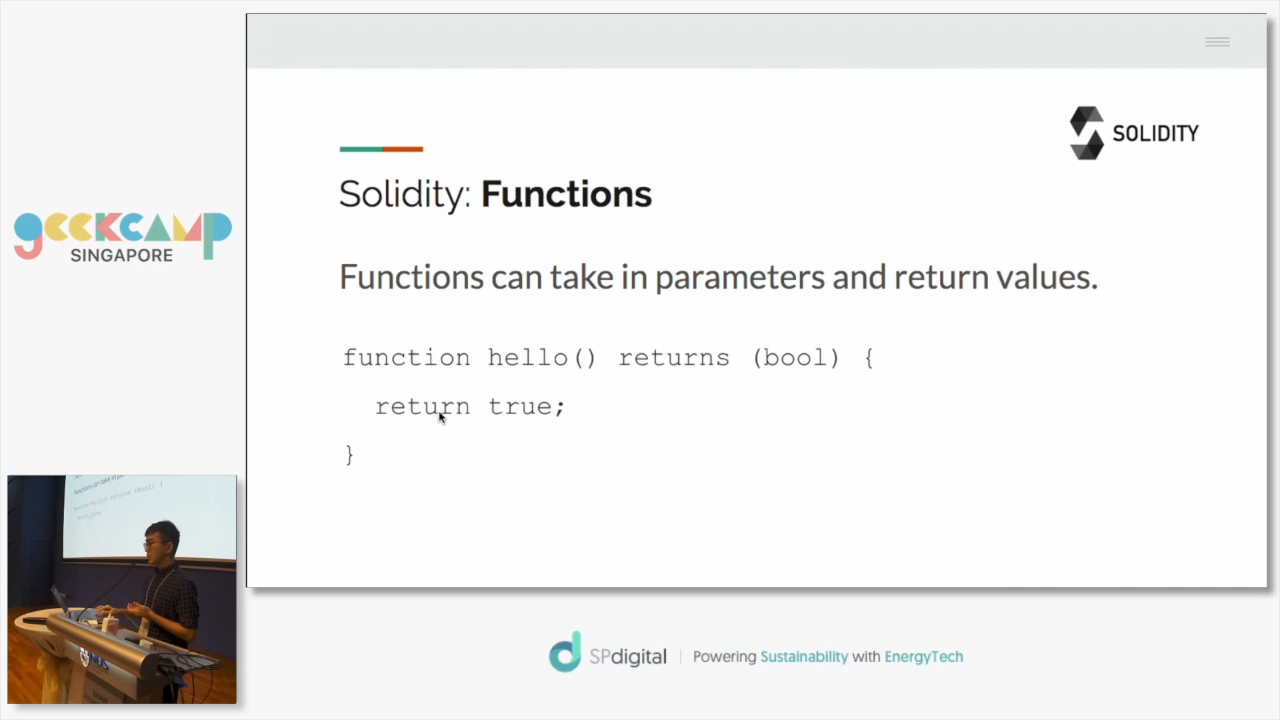 SOLIDITY
Solidity: Functions
Functions can take in parameters and return values.
function hello() returns (bool) {
return true;
}
geekcamp
SINGAPORE
SPdigital
Powering Sustainability with EnergyTech